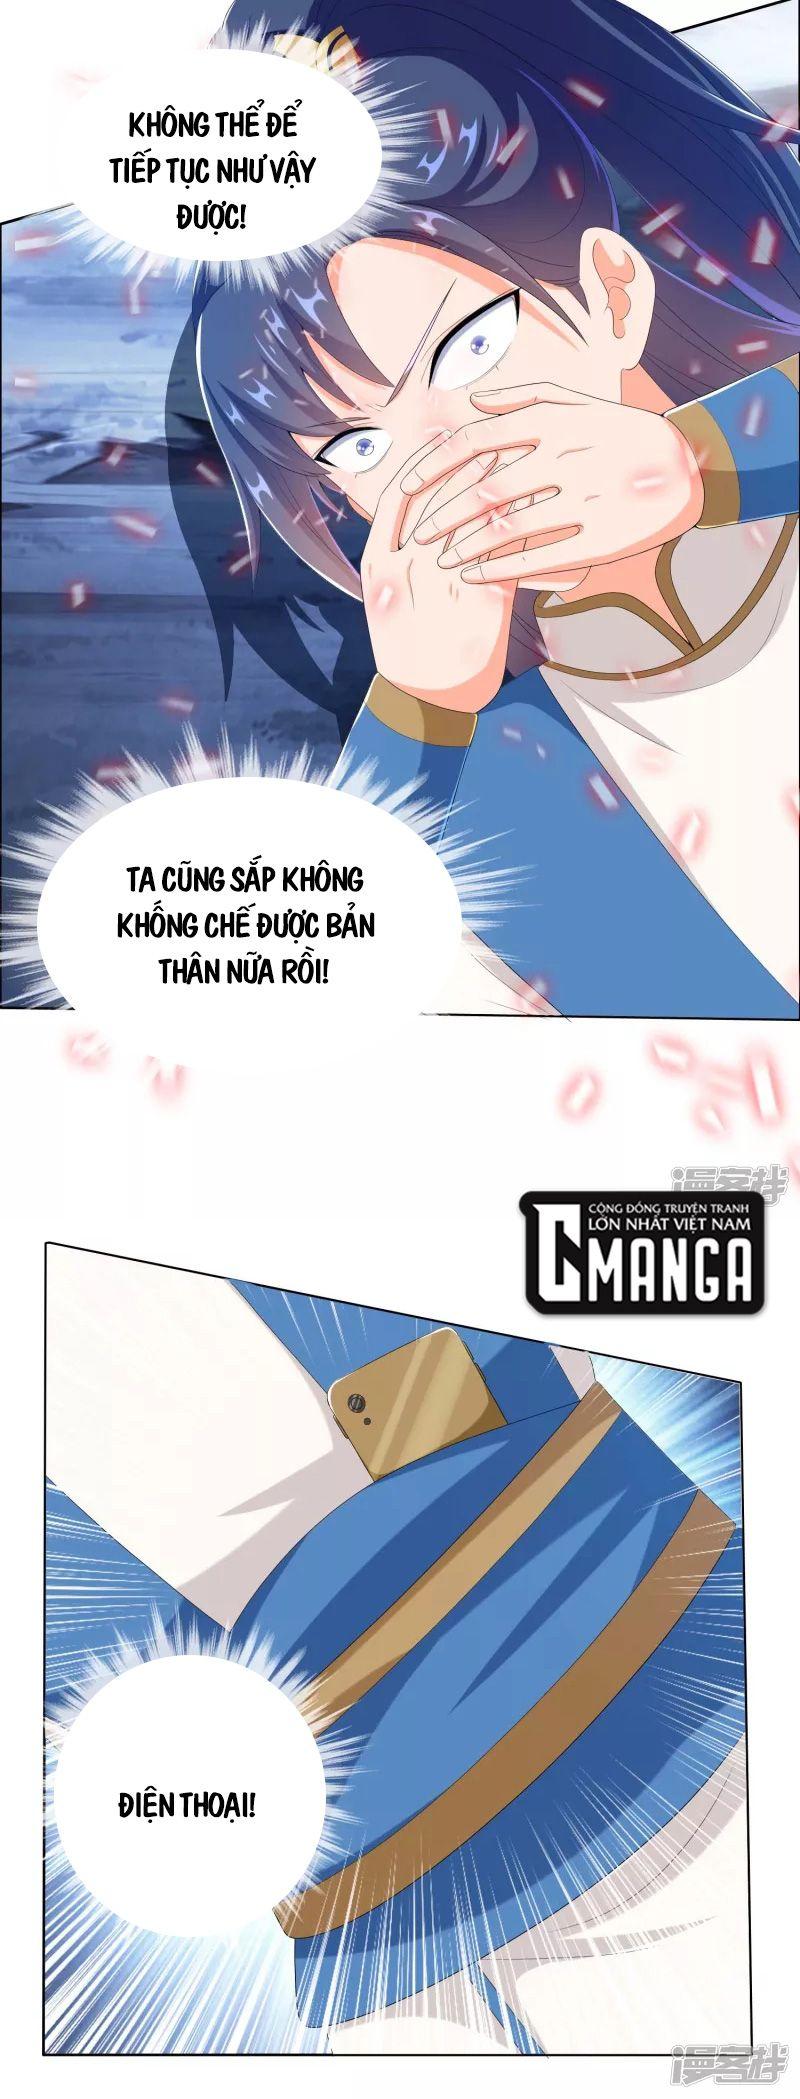 KHÔNG THỂ ĐỂ
TIẾP TỤC NHƯ VẬY
ĐƯỢC!
TA CŨNG SẮP KHÔNG
KHỐNG CHẾ ĐƯỢC BẢN
THÂN NỮA RỒI!
漫客栈
CỘNG ĐỒNG TRUYỆN TRANH
LỚN NHẤT VIỆT NAM
CMANGA
ĐIỆN THOẠI!
漫客栈